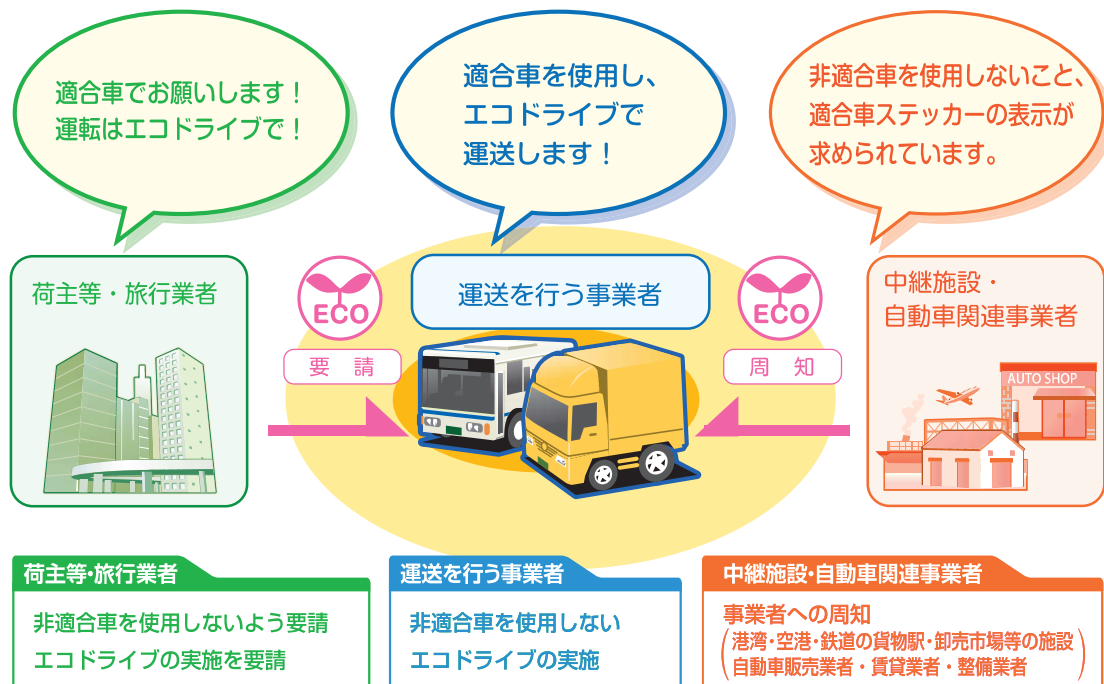 適合車でお願いします!
運転はエコドライブで!
適合車を使用し、
エコドライブで
運送します!
非適合車を使用しないこと、
適合車ステッカーの表示が
求められています。
荷主等・旅行業者
ECO
要 請
運送を行う事業者
ECO
周 知
中継施設・
自動車関連事業者
AUTO SHOP
荷主等・旅行業者
非適合車を使用しないよう要請
エコドライブの実施を要請
運送を行う事業者
非適合車を使用しない
エコドライブの実施
中継施設・自動車関連事業者
事業者への周知
(港湾・空港・鉄道の貨物駅・卸売市場等の施設
自動車販売業者・賃貸業者・整備業者)